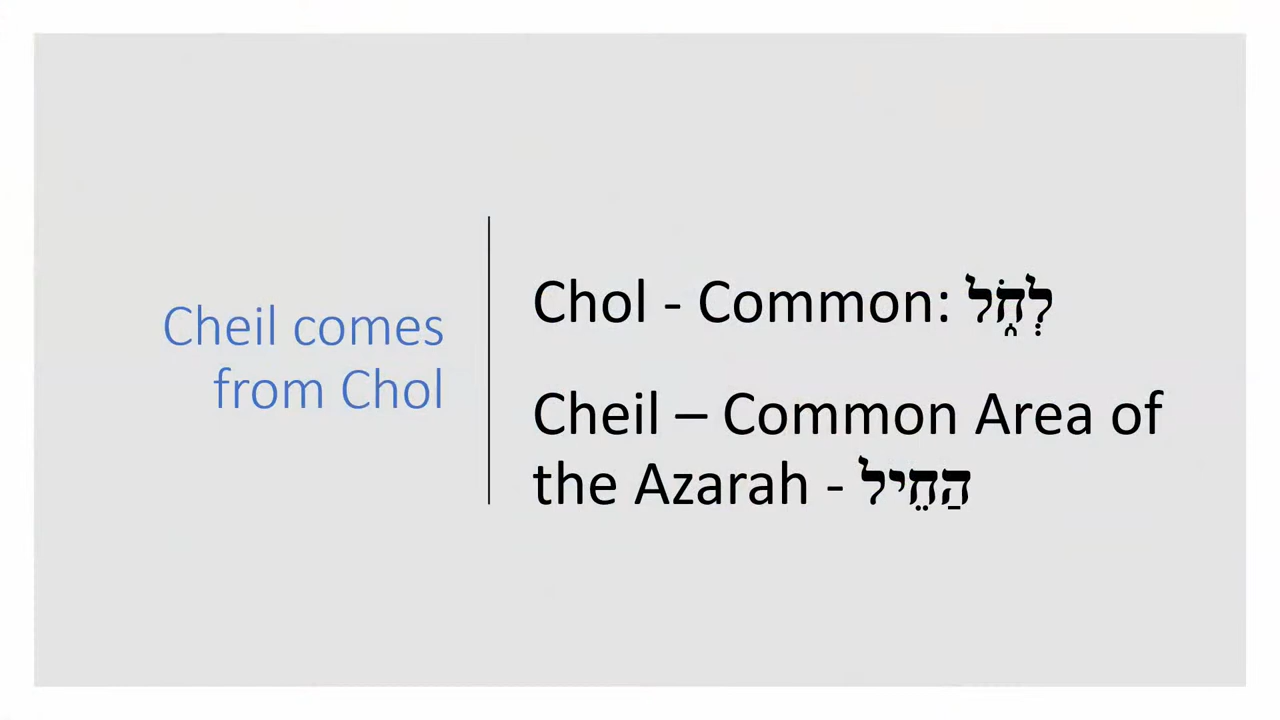 Cheil comes
from Chol
Chol - Common: לְחֹ֑ל
Cheil – Common Area of
the Azarah - הַחֵיל